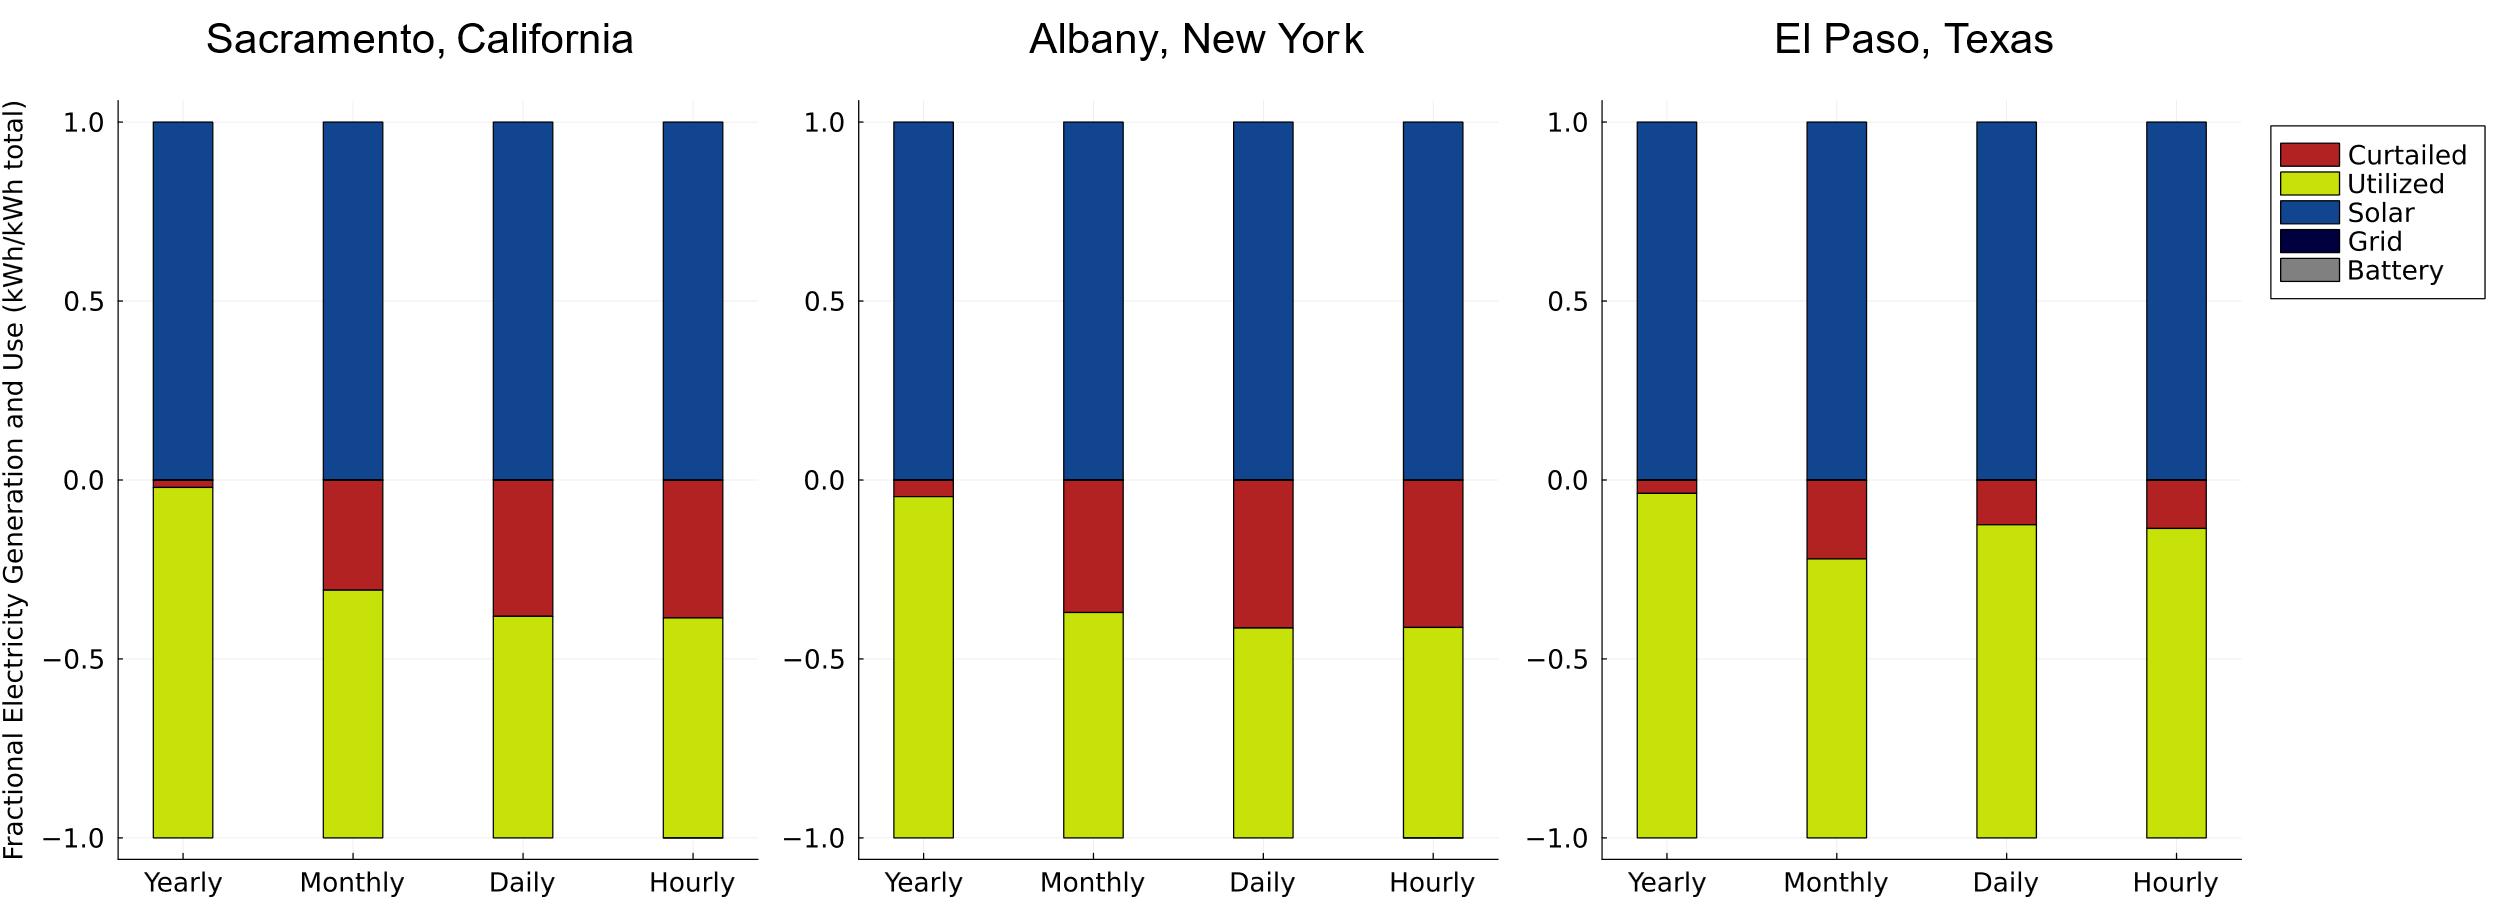 Sacramento, California
Albany, New York
El Paso, Texas
Fractional Electricity Generation and Use (kWh/kWh total)
1.0
0.5
0.0
−0.5
−1.0
Yearly Monthly Daily Hourly
1.0
0.5
0.0
−0.5
−1.0
Yearly Monthly Daily Hourly
1.0
0.5
0.0
−0.5
−1.0
Yearly Monthly Daily Hourly
Curtailed
Utilized
Solar
Grid
Battery